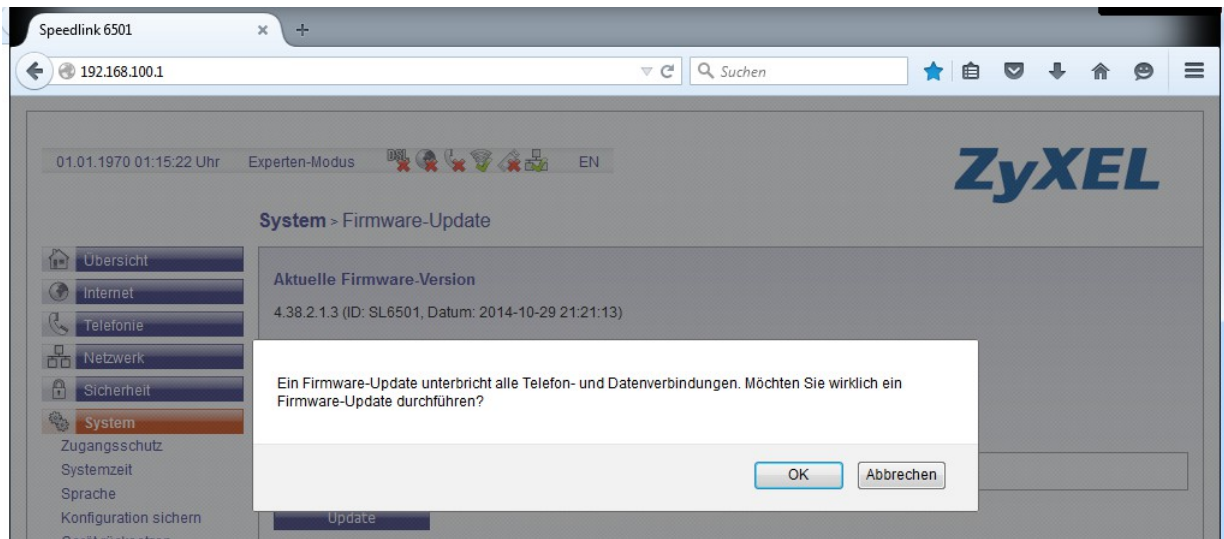 Speedlink 6501
192.168.100.1
Suchen
01.01.1970 01:15:22 Uhr Experten-Modus DSL EN
ZyXEL
System > Firmware-Update
Übersicht
Internet
Telefonie
Netzwerk
Sicherheit
System
Zugangsschutz
Systemzeit
Sprache
Konfiguration sichern
Aktuelle Firmware-Version
4.38.2.1.3 (ID: SL6501, Datum: 2014-10-29 21:21:13)
Ein Firmware-Update unterbricht alle Telefon- und Datenverbindungen. Möchten Sie wirklich ein
Firmware-Update durchführen?
OK Abbrechen
Update